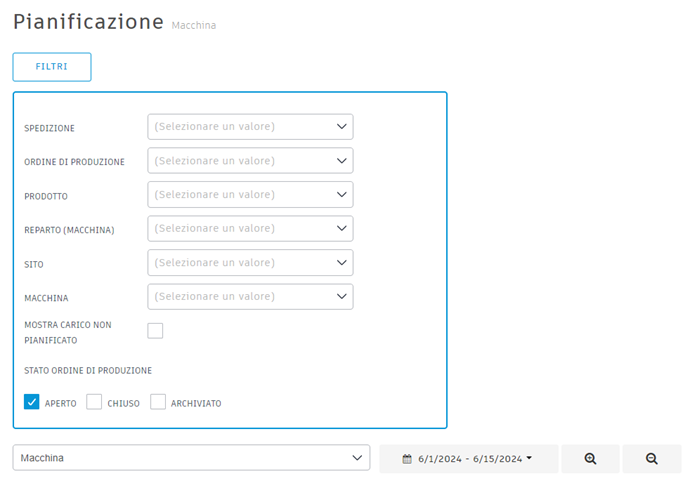 Pianificazione Macchina
FILTRI
SPEDIZIONE (Selezionare un valore)
ORDINE DI PRODUZIONE (Selezionare un valore)
PRODOTTO (Selezionare un valore)
REPARTO (MACCHINA) (Selezionare un valore)
SITO (Selezionare un valore)
MACCHINA (Selezionare un valore)
MOSTRA CARICO NON
PIANIFICATO
STATO ORDINE DI PRODUZIONE
APERTO CHIUSO ARCHIVIATO
Macchina 6/1/2024 - 6/15/2024